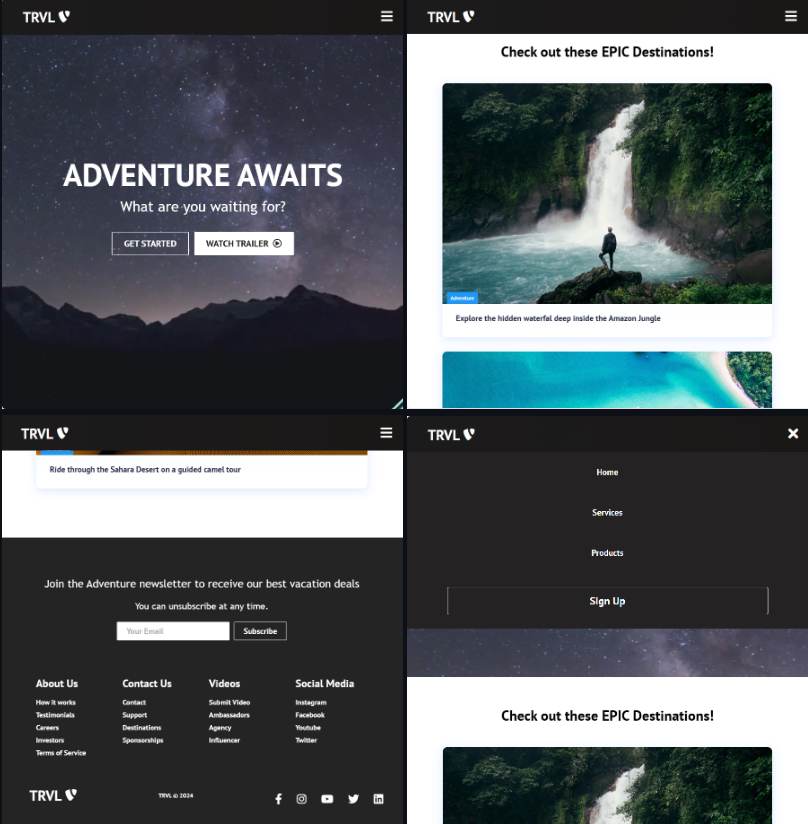 TRVL
ADVENTURE AWAITS
What are you waiting for?
GET STARTED
WATCH TRAILER
TRVL
Check out these EPIC Destinations!
Adventure
Explore the hidden waterfal deep inside the Amazon Jungle
TRVL
Ride through the Sahara Desert on a guided camel tour
Join the Adventure newsletter to receive our best vacation deals
You can unsubscribe at any time.
Your Email Subscribe
About Us Contact Us Videos Social Media
How it works Contact Submit Video Instagram
Testimonials Support Ambassadors Facebook
Careers Destinations Agency Youtube
Investors Sponsorships Influencer Twitter
Terms of Service
TRVL TRVL © 2024
TRVL
Home
Services
Products
Sign Up
Check out these EPIC Destinations!